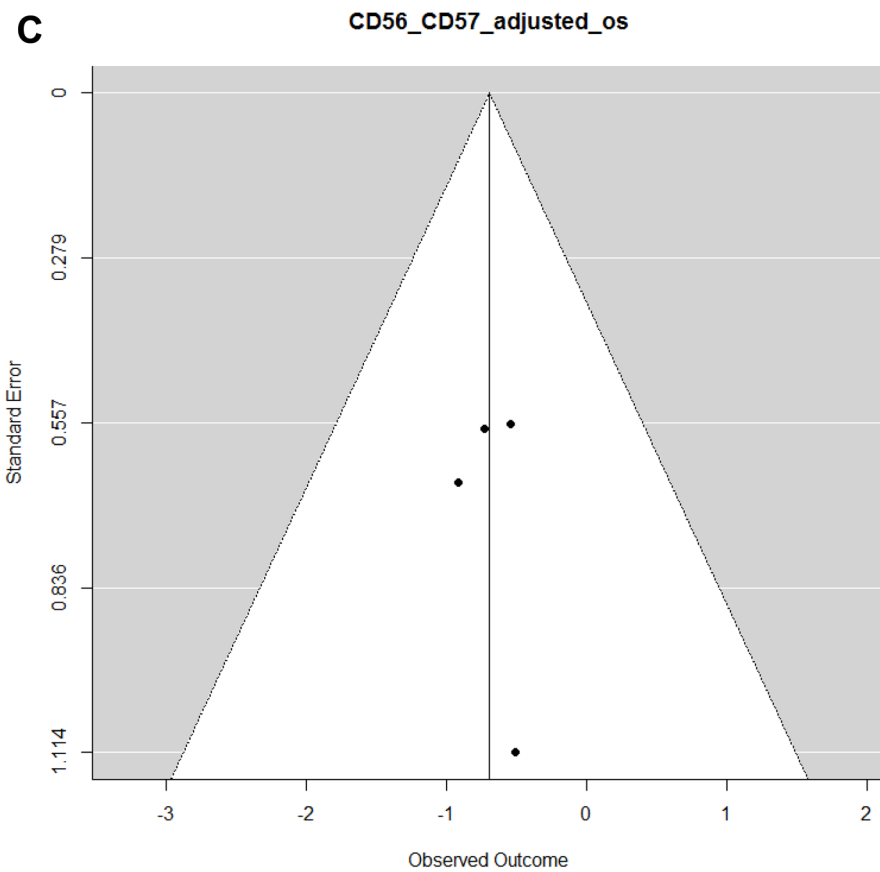 C
CD56_CD57_adjusted_os
0
0.279
0.557
0.836
1.114
Standard Error
-3 -2 -1 0 1 2
Observed Outcome